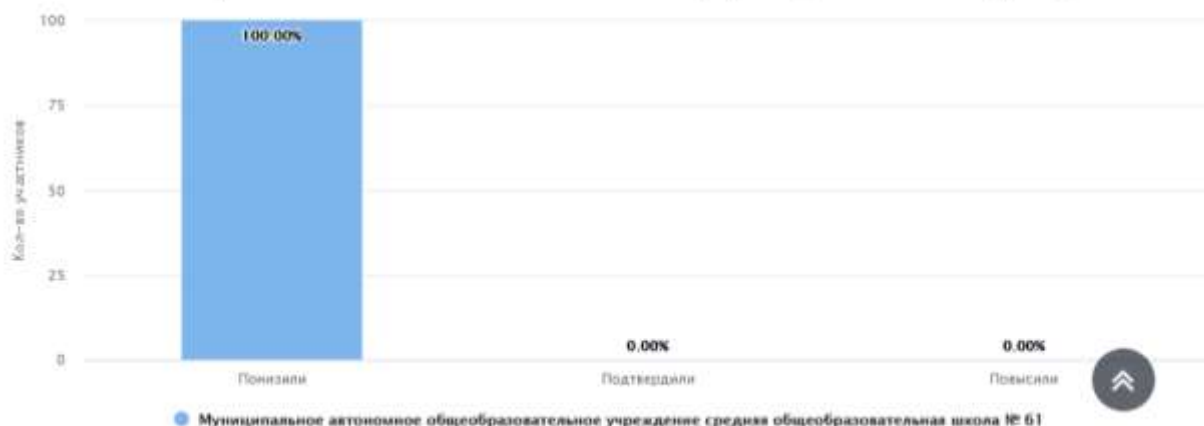 100
100.00%
75
50
25
0
Кол-во участников
0.00%
0.00%
Понизили
Подтвердили
Повысили
Муниципальное автономное общеобразовательное учреждение средняя общеобразовательная школа № 61